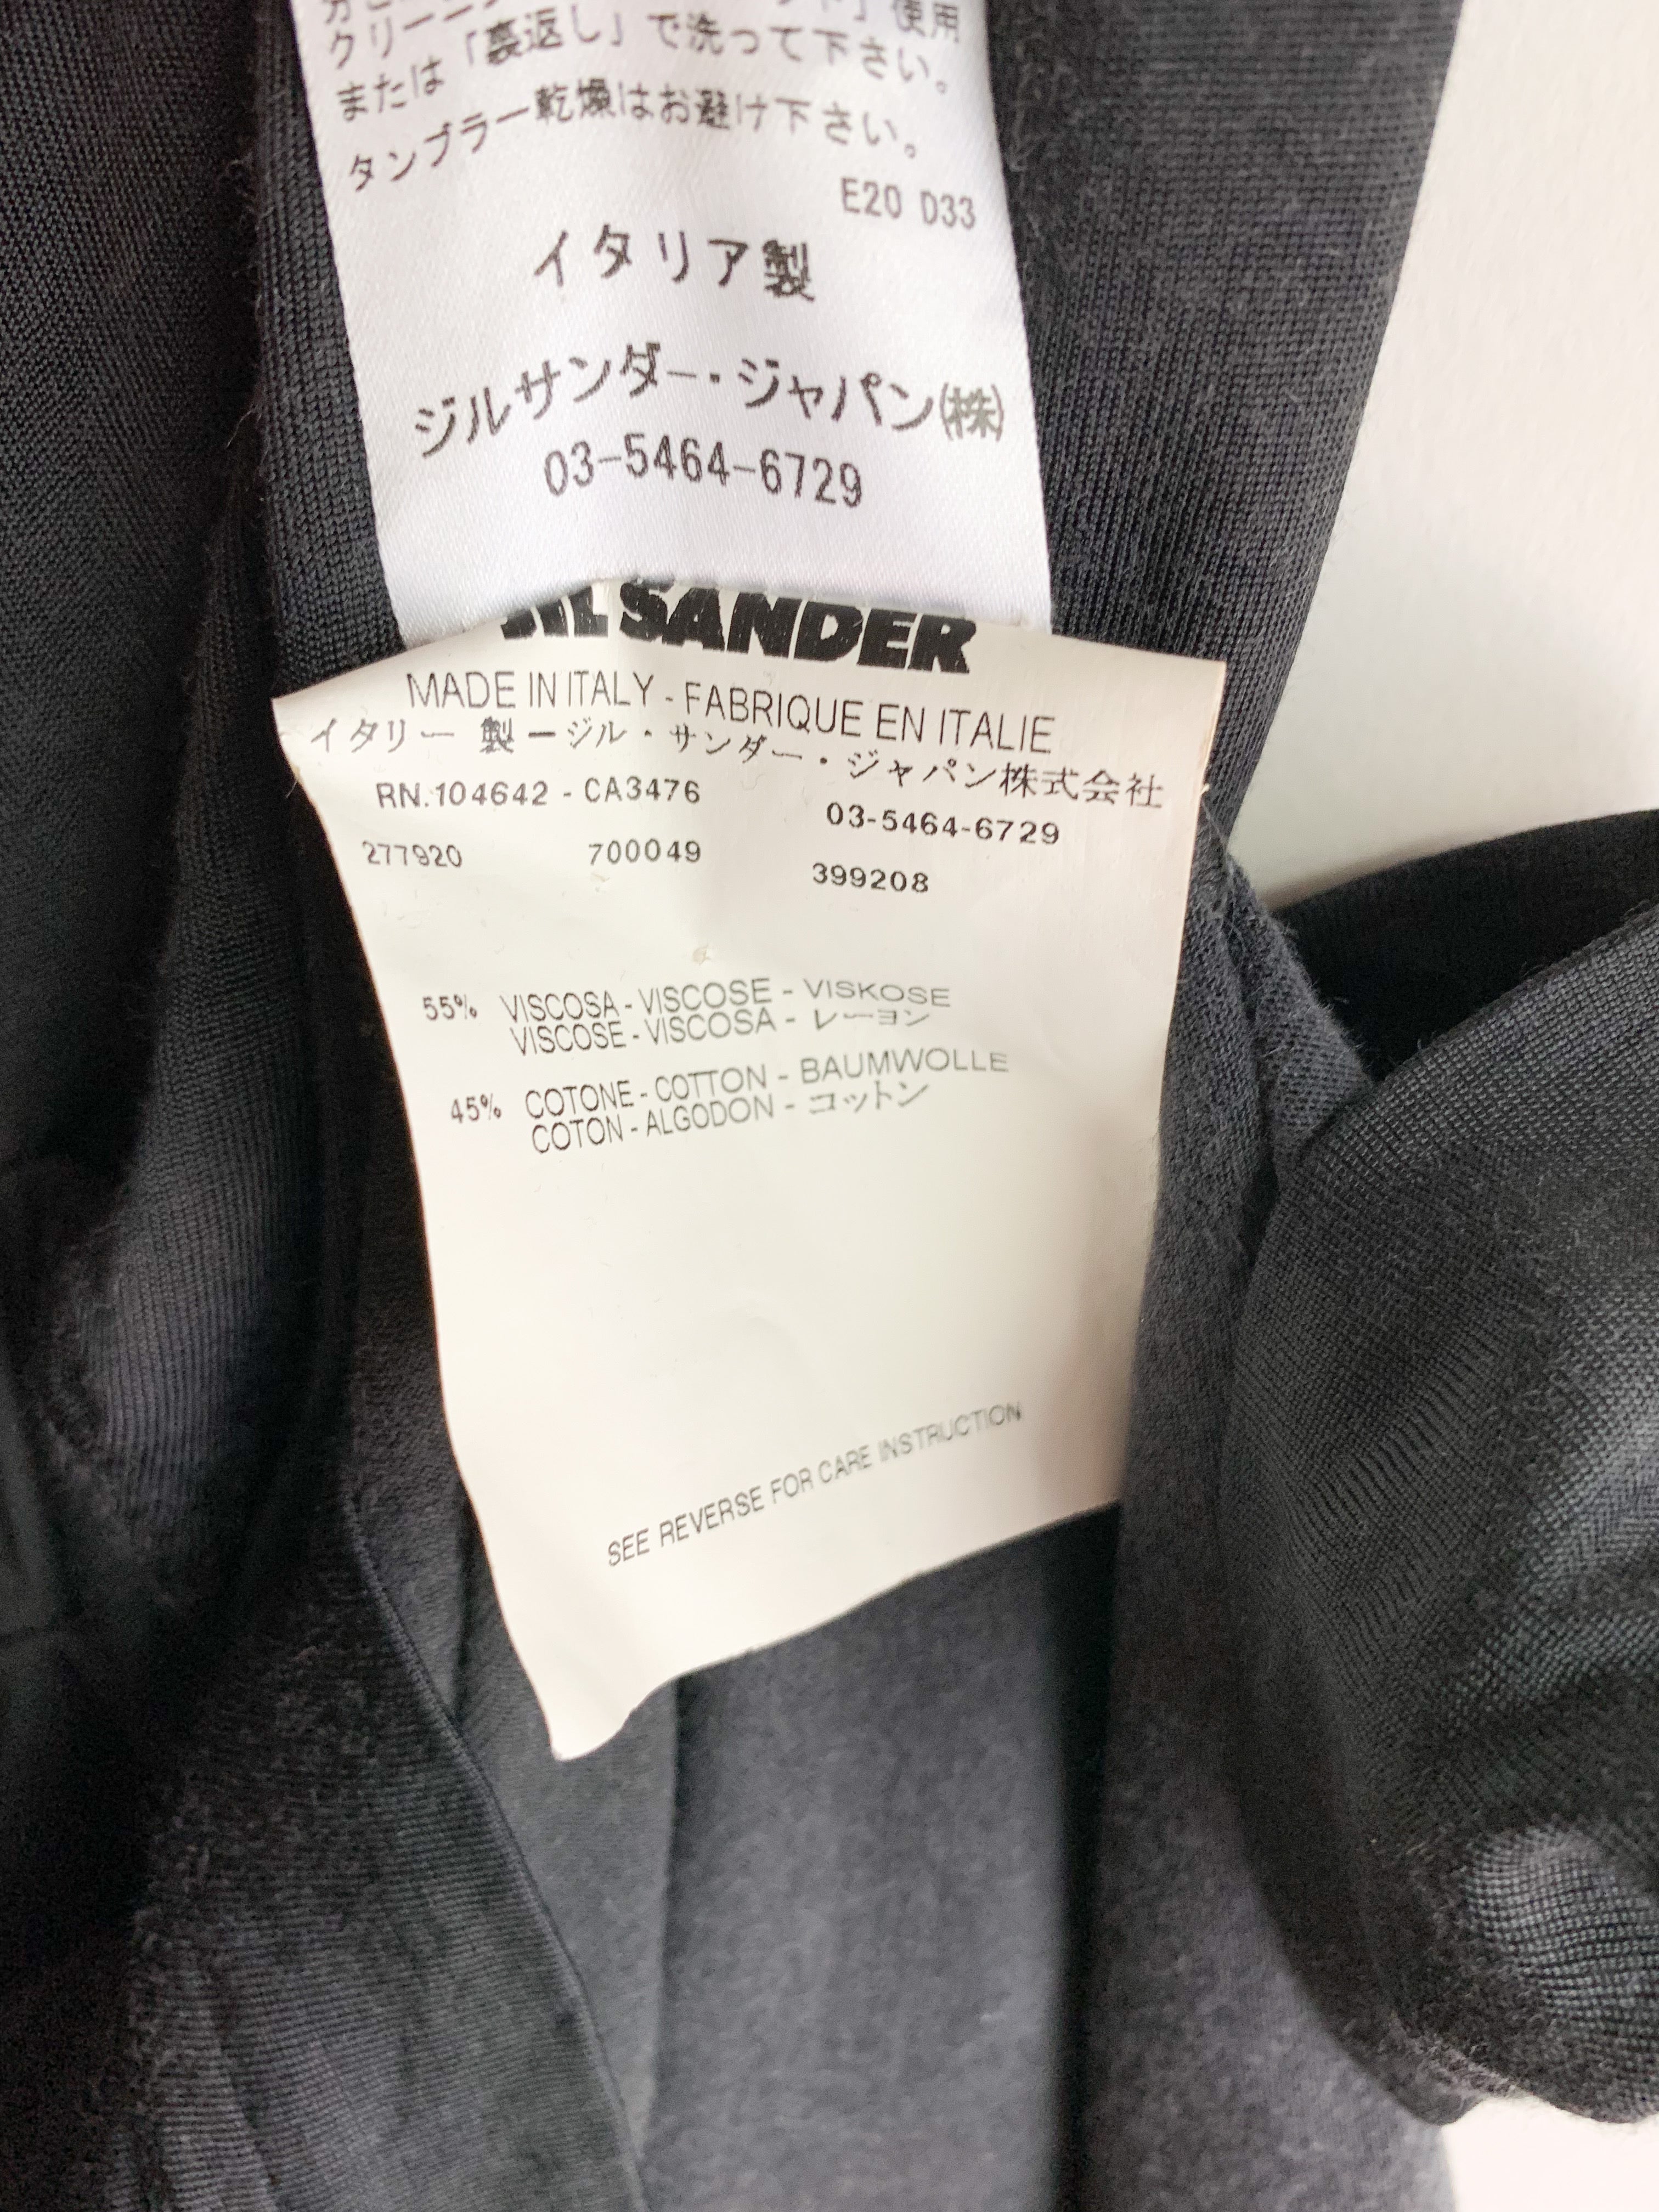 使用
または「裏返し」で洗って下さい。
タンブラー乾燥はお避け下さい。
E20 D33
イタリア製
ジルサンダー・ジャパン㈱
03-5464-6729
JIL SANDER
MADE IN ITALY - FABRIQUE EN ITALIE
イタリー 製 ージル・サンダー・ジャパン株式会社
RN.104642 - CA3476 03-5464-6729
277920 700049 399208
55% VISCOSA - VISCOSE - VISKOSE
VISCOSE - VISCOSA - レーヨン
45% COTONE - COTTON - BAUMWOLLE
COTON - ALGODON - コットン
SEE REVERSE FOR CARE INSTRUCTION